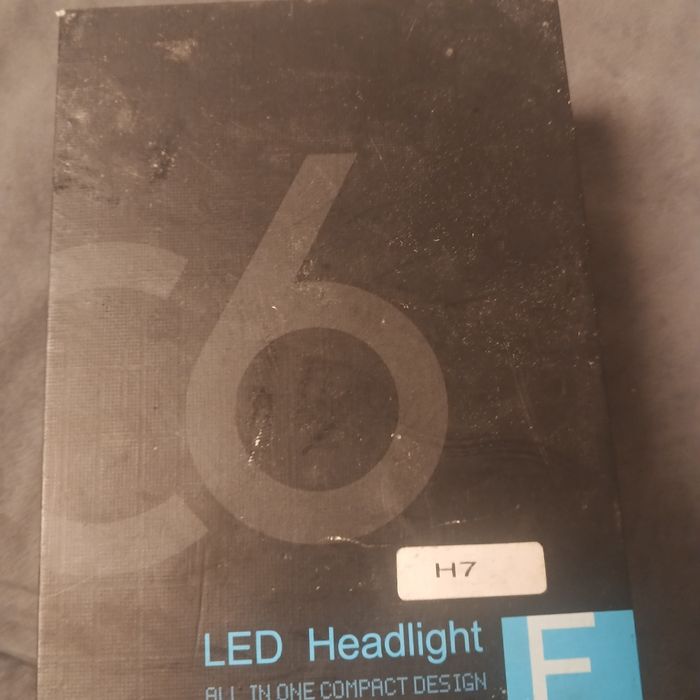 C6
H7
LED Headlight
F
ALL IN ONE COMPACT DESIGN